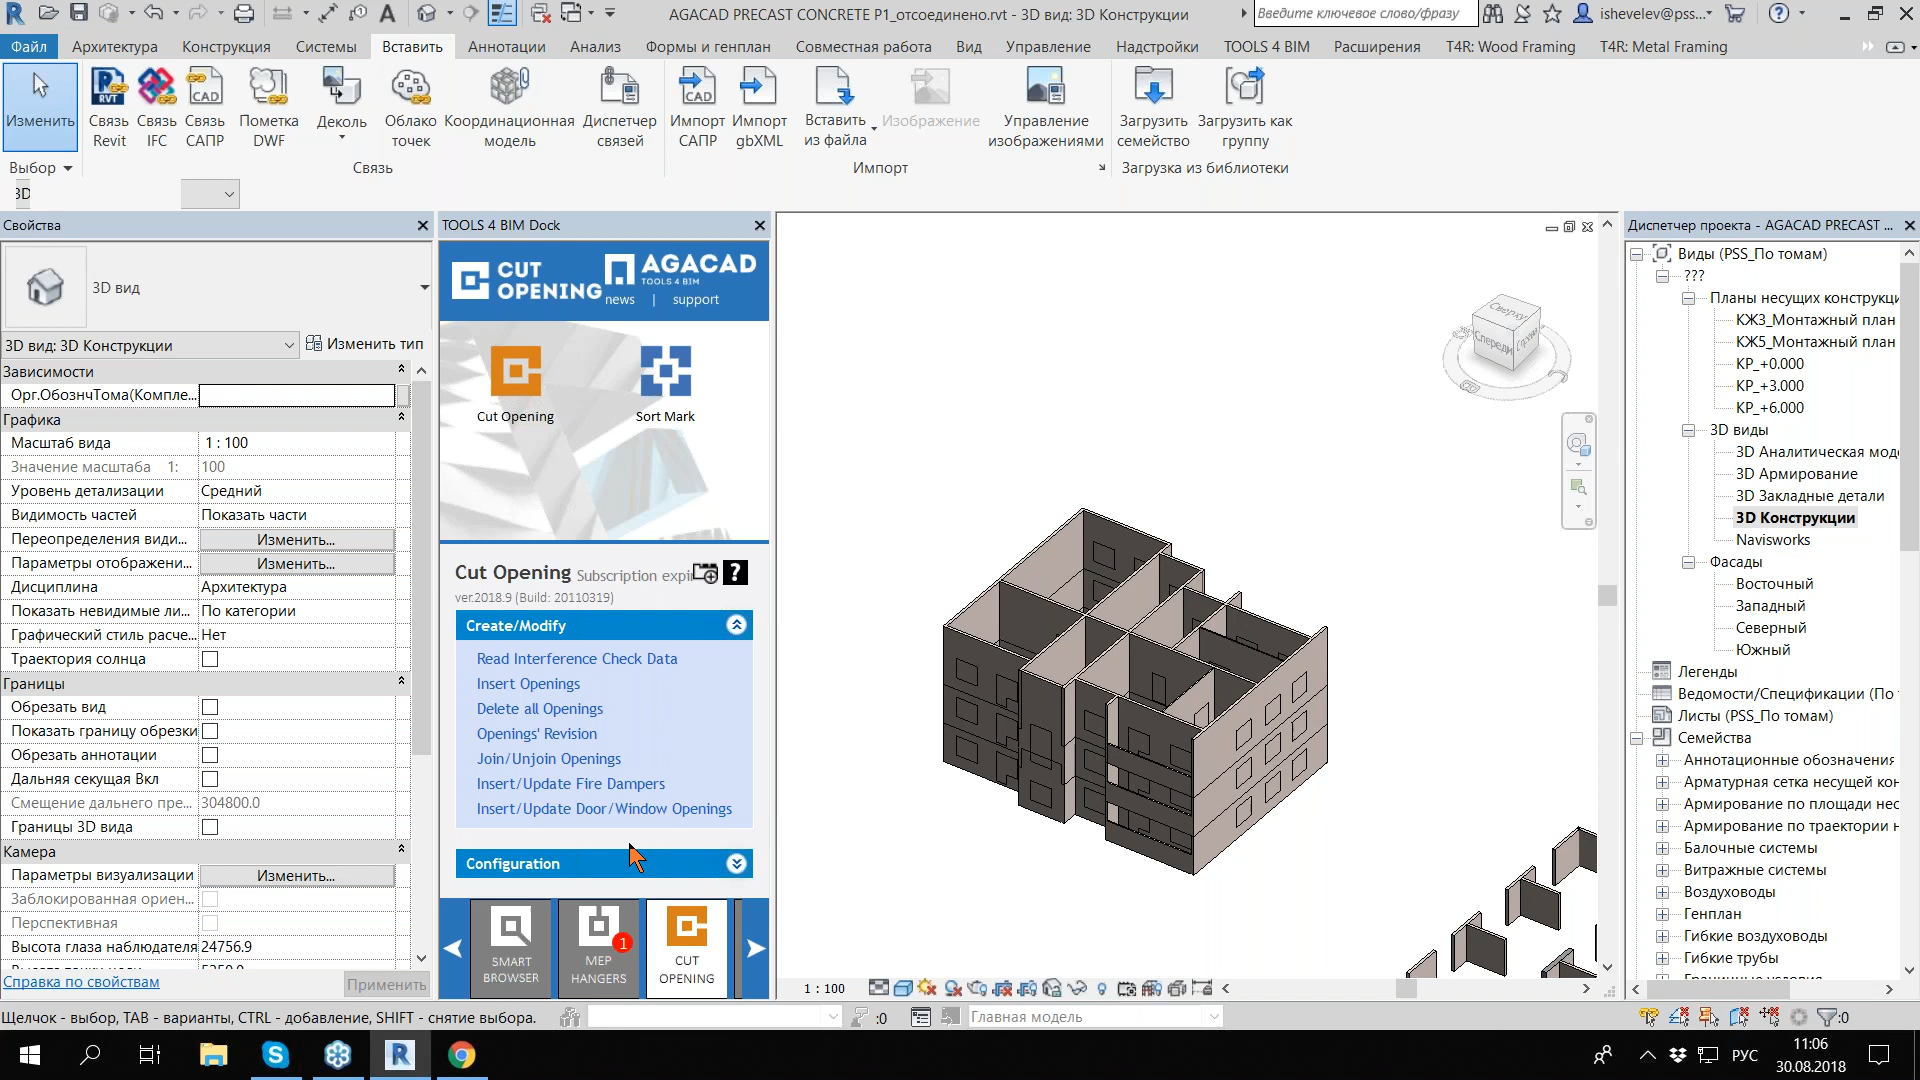 AGACAD PRECAST CONCRETE P1_отсоединено.rvt - 3D вид: 3D Конструкции
Введите ключевое слово/фразу
ishevelev@pss...
Файл Архитектура Конструкция Системы Вставить Аннотации Анализ Формы и генплан Совместная работа Вид Управление Надстройки TOOLS 4 BIM Расширения T4R: Wood Framing T4R: Metal Framing
Изменить
Связь Revit
Связь IFC
Связь САПР
Пометка DWF
Деколь
Облако точек
Координационная модель
Диспетчер связей
Импорт САПР
Импорт gbXML
Вставить из файла
Изображение
Управление изображениями
Загрузить семейство
Загрузить как группу
Выбор
Связь
Импорт
Загрузка из библиотеки
3D
Свойства
3D вид
3D вид: 3D Конструкции
Изменить тип
Зависимости
Орг.ОбознчТома(Компле...
Графика
Масштаб вида 1 : 100
Значение масштаба 1: 100
Уровень детализации Средний
Видимость частей Показать части
Переопределения види... Изменить...
Параметры отображени... Изменить...
Дисциплина Архитектура
Показать невидимые ли... По категории
Графический стиль расче... Нет
Траектория солнца
Границы
Обрезать вид
Показать границу обрезки
Обрезать аннотации
Дальняя секущая Вкл
Смещение дальнего пре... 304800.0
Границы 3D вида
Камера
Параметры визуализации Изменить...
Заблокированная ориен...
Перспективная
Высота глаза наблюдателя 24756.9
Справка по свойствам
Применить
TOOLS 4 BIM Dock
CUT OPENING
AGACAD
TOOLS 4 BIM
news | support
Cut Opening
Sort Mark
Cut Opening Subscription expi
?
ver.2018.9 (Build: 20110319)
Create/Modify
Read Interference Check Data
Insert Openings
Delete all Openings
Openings' Revision
Join/Unjoin Openings
Insert/Update Fire Dampers
Insert/Update Door/Window Openings
Configuration
SMART BROWSER
1
MEP HANGERS
CUT OPENING
Сверху
Спереди
1 : 100
Диспетчер проекта - AGACAD PRECAST ...
Виды (PSS_По томам)
???
Планы несущих конструкци
КЖ3_Монтажный план
КЖ5_Монтажный план
КР_+0.000
КР_+3.000
КР_+6.000
3D виды
3D Аналитическая мод
3D Армирование
3D Закладные детали
3D Конструкции
Navisworks
Фасады
Восточный
Западный
Северный
Южный
Легенды
Ведомости/Спецификации (По
Листы (PSS_По томам)
Семейства
Аннотационные обозначения
Арматурная сетка несущей кон
Армирование по площади нес
Армирование по траектории н
Балочные системы
Витражные системы
Воздуховоды
Генплан
Гибкие воздуховоды
Гибкие трубы
Щелчок - выбор, TAB - варианты, CTRL - добавление, SHIFT - снятие выбора.
:0
Главная модель
:0
РУС
11:06
30.08.2018